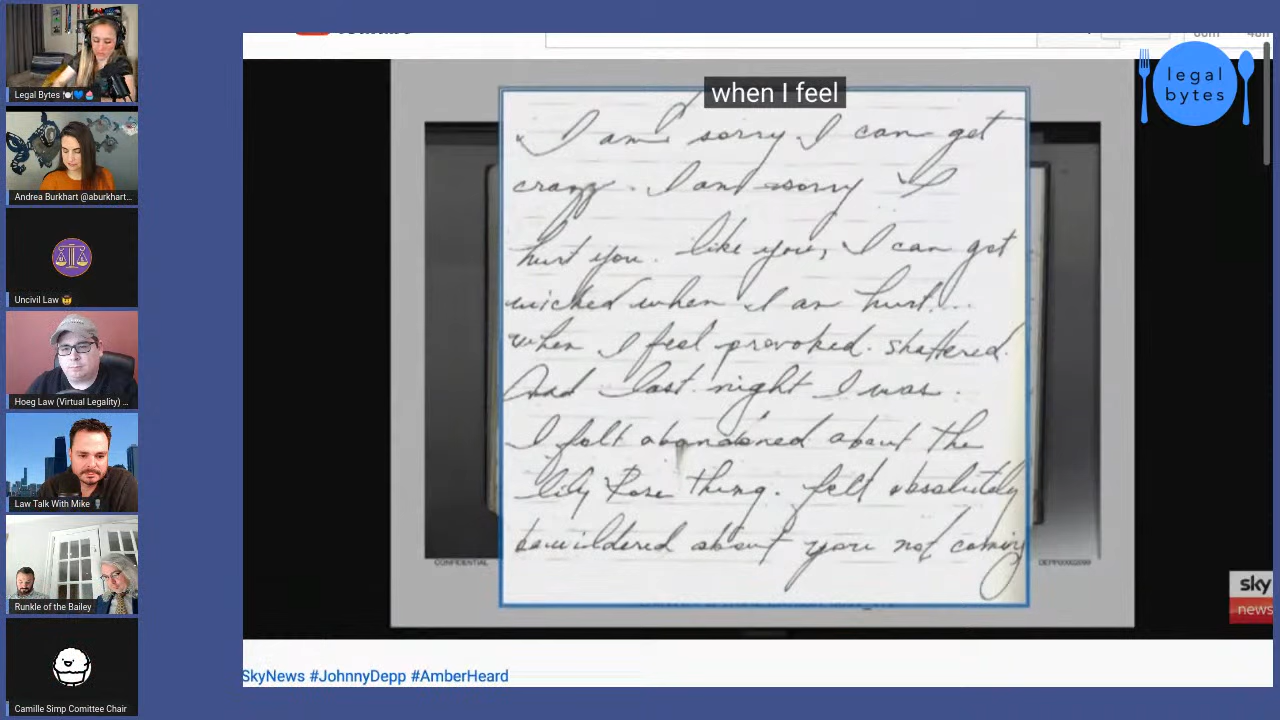 when I feel
legal
bytes
I am sorry I can get
crazy. I am sorry I
hurt you. like you, I can get
wicked when I am hurt...
when I feel provoked. shattered.
And last night I was.
I felt abandoned about the
lily Rose thing. felt absolutely
bewildered about you not coming
CONFIDENTIAL
sky
news
SkyNews #JohnnyDepp #AmberHeard
Legal Bytes 🍽💙🧁
Andrea Burkhart @aburkhart...
Uncivil Law 🤠
Hoeg Law (Virtual Legality) ...
Law Talk With Mike 🎙
Runkle of the Bailey
Camille Simp Comittee Chair